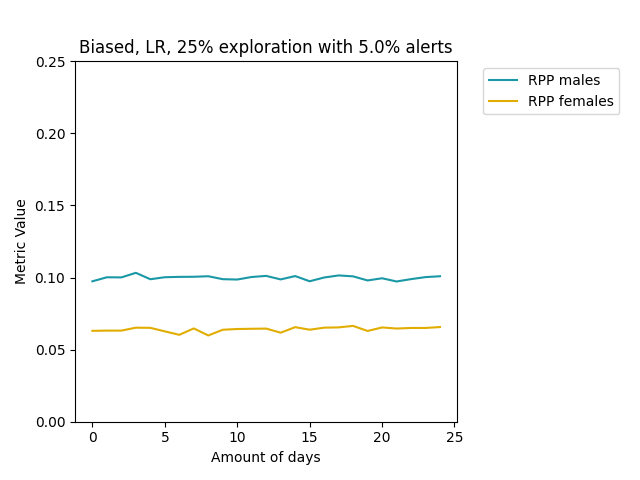 Biased, LR, 25% exploration with 5.0% alerts
RPP males
RPP females
Metric Value
0.25
0.20
0.15
0.10
0.05
0.00
0 5 10 15 20 25
Amount of days